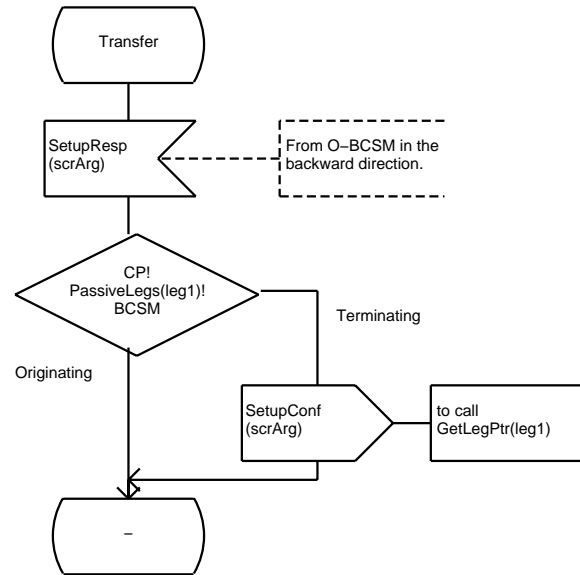 Transfer
SetupResp
(scrArg)
From O–BCSM in the
backward direction.
CP!
PassiveLegs(leg1)!
BCSM
Terminating
Originating
SetupConf
(scrArg)
to call
GetLegPtr(leg1)
–